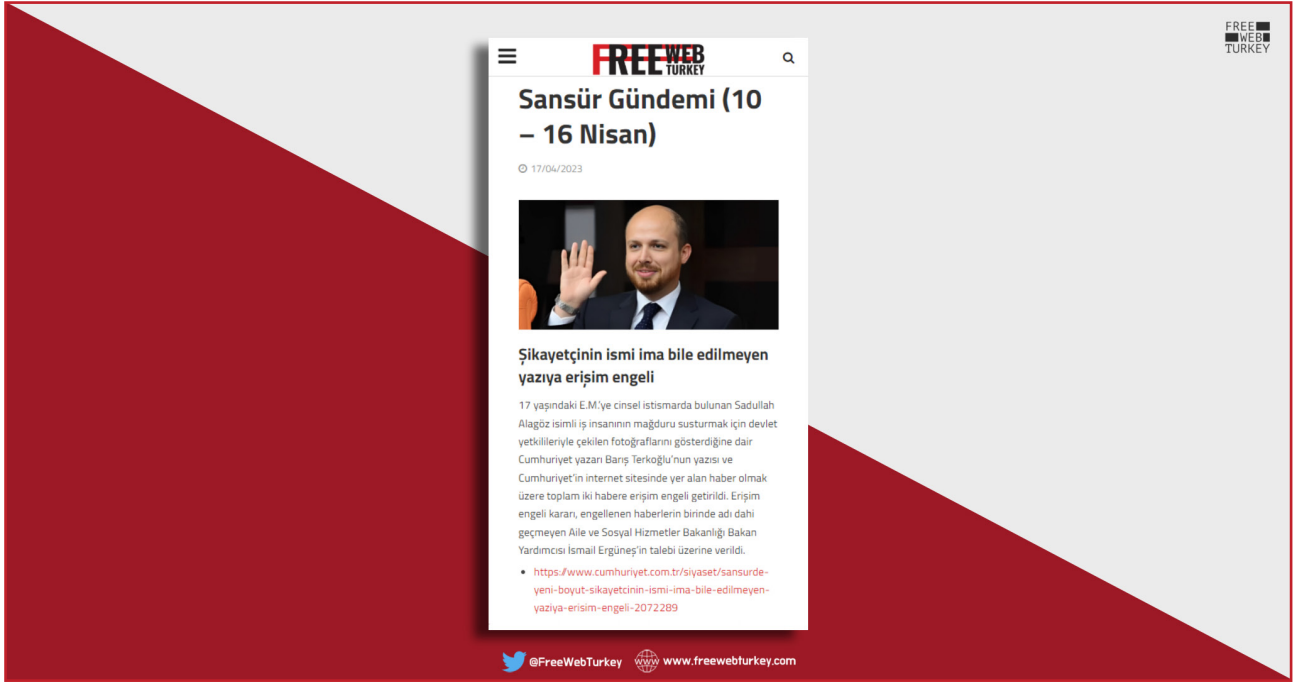 FREE
WEB
TURKEY
FREE WEB
TURKEY
Sansür Gündemi (10
– 16 Nisan)
17/04/2023
Şikayetçinin ismi ima bile edilmeyen
yazıya erişim engeli
17 yaşındaki E.M.'ye cinsel istismarda bulunan Sadullah
Alagöz isimli iş insanının mağduru susturmak için devlet
yetkilileriyle çekilen fotoğraflarını gösterdiğine dair
Cumhuriyet yazarı Barış Terkoğlu'nun yazısı ve
Cumhuriyet'in internet sitesinde yer alan haber olmak
üzere toplam iki habere erişim engeli getirildi. Erişim
engeli kararı, engellenen haberlerin birinde adı dahi
geçmeyen Aile ve Sosyal Hizmetler Bakanlığı Bakan
Yardımcısı İsmail Ergüneş'in talebi üzerine verildi.
• https://www.cumhuriyet.com.tr/siyaset/sansurde-
yeni-boyut-sikayetcinin-ismi-ima-bile-edilmeyen-
yaziya-erisim-engeli-2072289
@FreeWebTurkey www www.freewebturkey.com